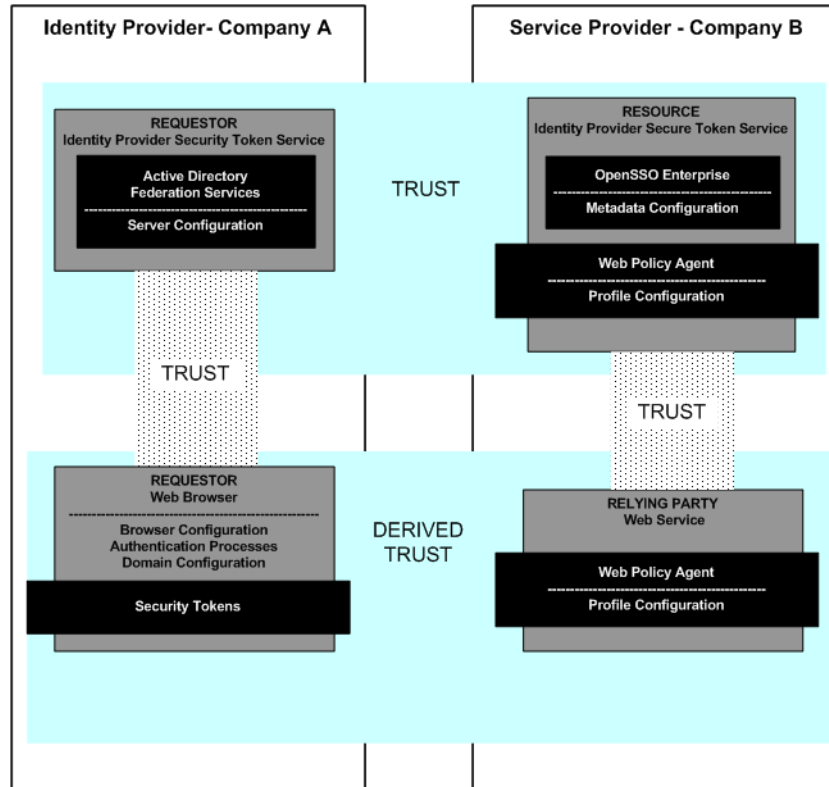 Identity Provider- Company A
REQUESTOR
Identity Provider Security Token Service
Active Directory
Federation Services
Server Configuration
TRUST
REQUESTOR
Web Browser
Browser Configuration
Authentication Processes
Domain Configuration
Security Tokens
TRUST
DERIVED
TRUST
Service Provider - Company B
RESOURCE
Identity Provider Secure Token Service
OpenSSO Enterprise
Metadata Configuration
Web Policy Agent
Profile Configuration
TRUST
RELYING PARTY
Web Service
Web Policy Agent
Profile Configuration